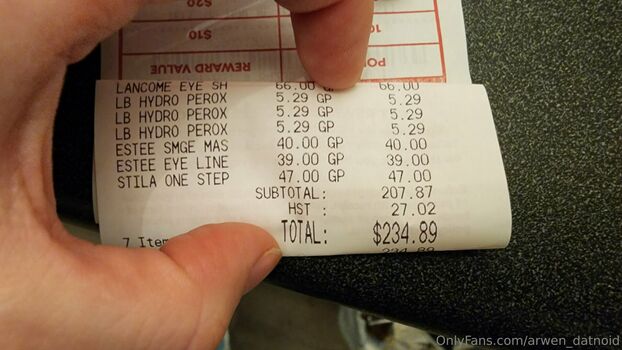 $20
$10
10
REWARD VALUE
LANCOME EYE SH 66.00 GP 66.00
LB HYDRO PEROX 5.29 GP 5.29
LB HYDRO PEROX 5.29 GP 5.29
LB HYDRO PEROX 5.29 GP 5.29
ESTEE SMGE MAS 40.00 GP 40.00
ESTEE EYE LINE 39.00 GP 39.00
STILA ONE STEP 47.00 GP 47.00
SUBTOTAL: 207.87
HST : 27.02
TOTAL: $234.89
7 Item
234.89
OnlyFans.com/arwen_datnoid